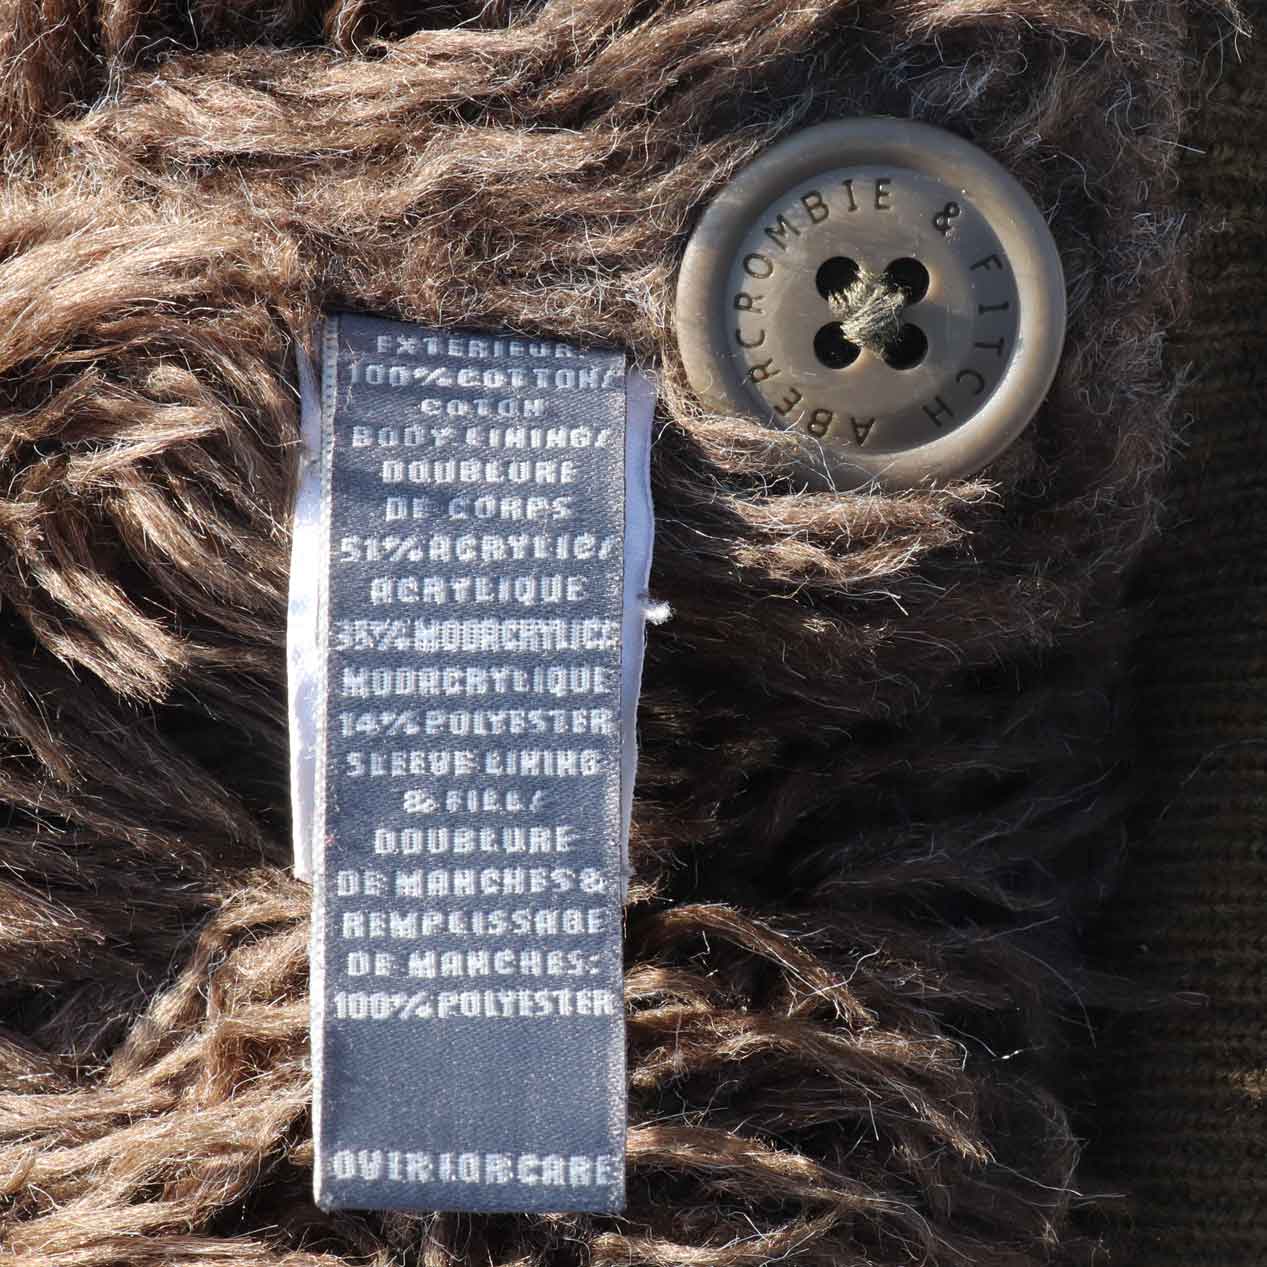 EXTERIEUR:
100% COTTON/
COTON
BODY LINING/
DOUBLURE
DE CORPS
51% ACRYLIC/
ACRYLIQUE
35% MODACRYLIC/
MODACRYLIQUE
14% POLYESTER
SLEEVE LINING
& FILL/
DOUBLURE
DE MANCHES &
REMPLISSAGE
DE MANCHES:
100% POLYESTER
OVER FOR CARE
ABERCROMBIE & FITCH